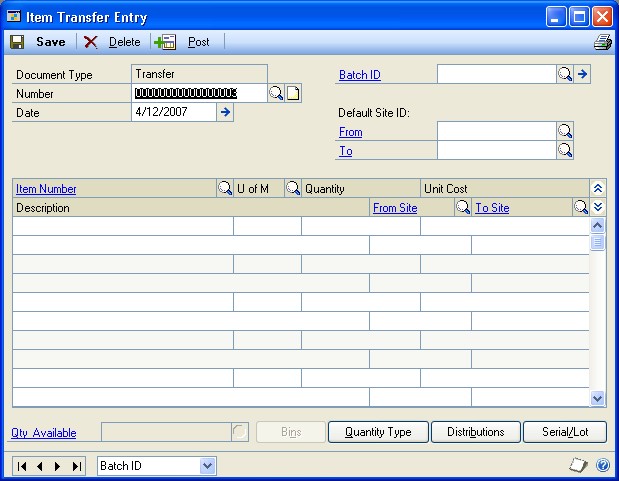 Item Transfer Entry
Save Delete Post
Document Type Transfer Batch ID
Number 00000000000000003
Date 4/12/2007 Default Site ID:
From
To
Item Number U of M Quantity Unit Cost
Description From Site To Site
Qty Available Bins Quantity Type Distributions Serial/Lot
Batch ID